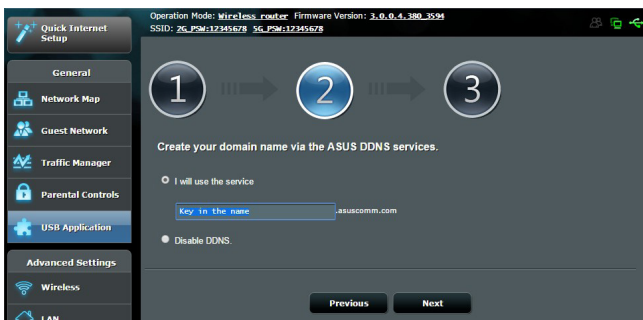 Quick Internet
Setup
Operation Mode: Wireless router Firmware Version: 3.0.0.4.380_3594
SSID: 2G_PSW:12345678 5G_PSW:12345678
General
Network Map
Guest Network
Traffic Manager
Parental Controls
USB Application
Advanced Settings
Wireless
LAN
1
2
3
Create your domain name via the ASUS DDNS services.
I will use the service
Key in the name .asuscomm.com
Disable DDNS.
Previous Next